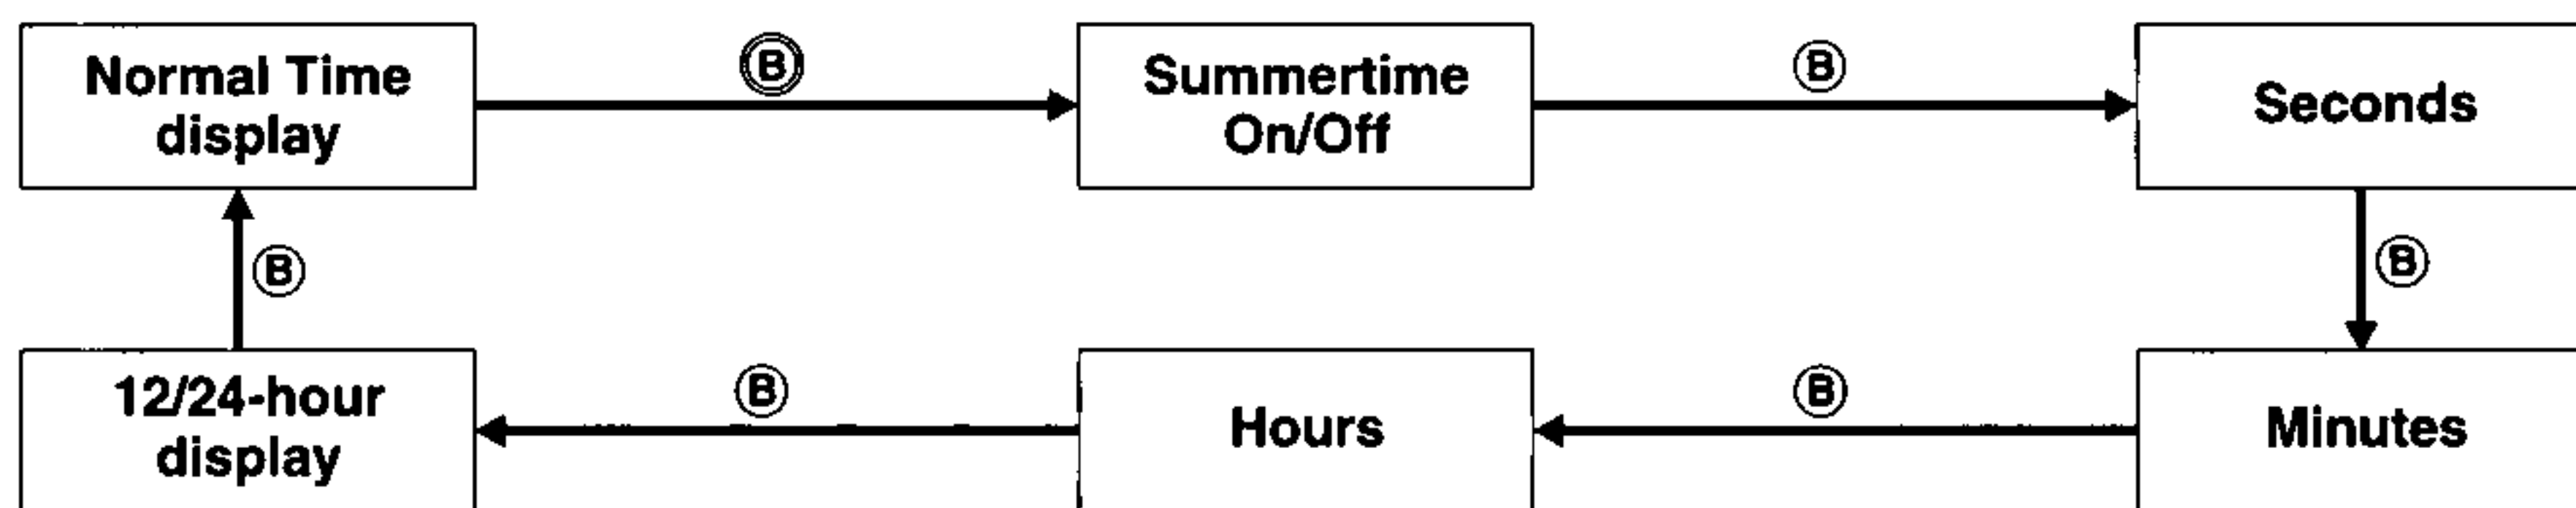 Normal Time
display
Ⓑ
Summertime
On/Off
Ⓑ
Seconds
Ⓑ
Ⓑ
12/24-hour
display
Ⓑ
Hours
Ⓑ
Minutes